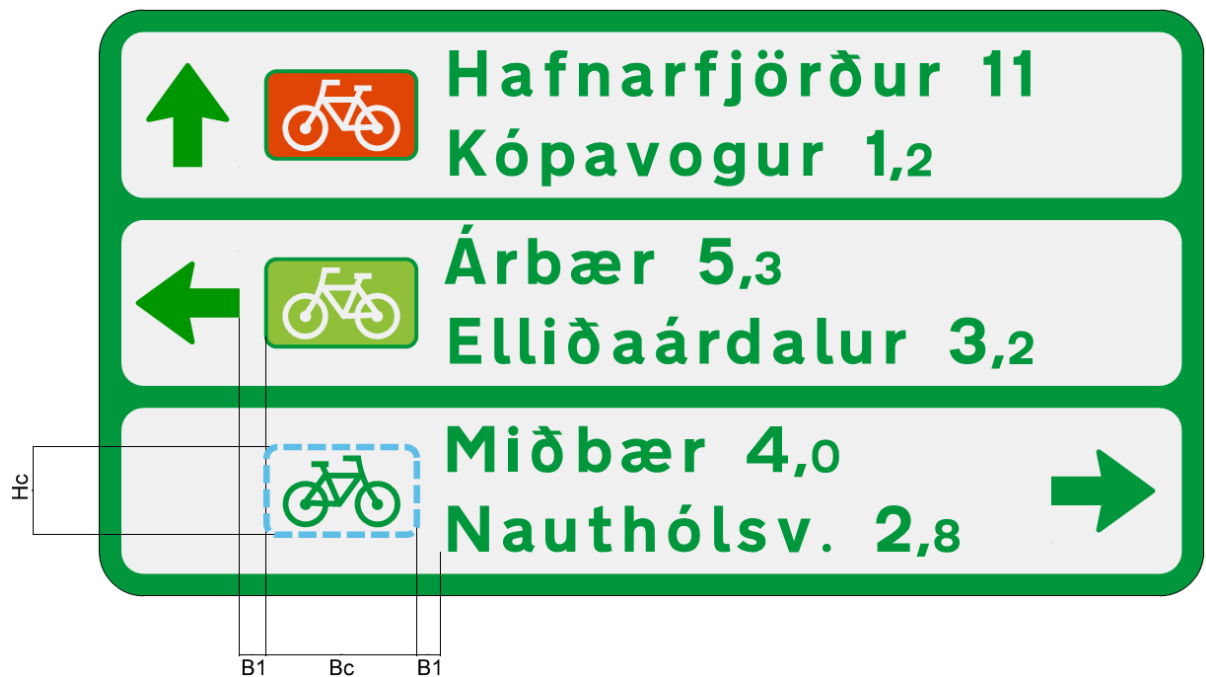 Hafnarfjörður 11
Kópavogur 1,2
Árbær 5,3
Elliðaárdalur 3,2
Miðbær 4,0
Nauthólsv. 2,8
Hc
B1 Bc B1